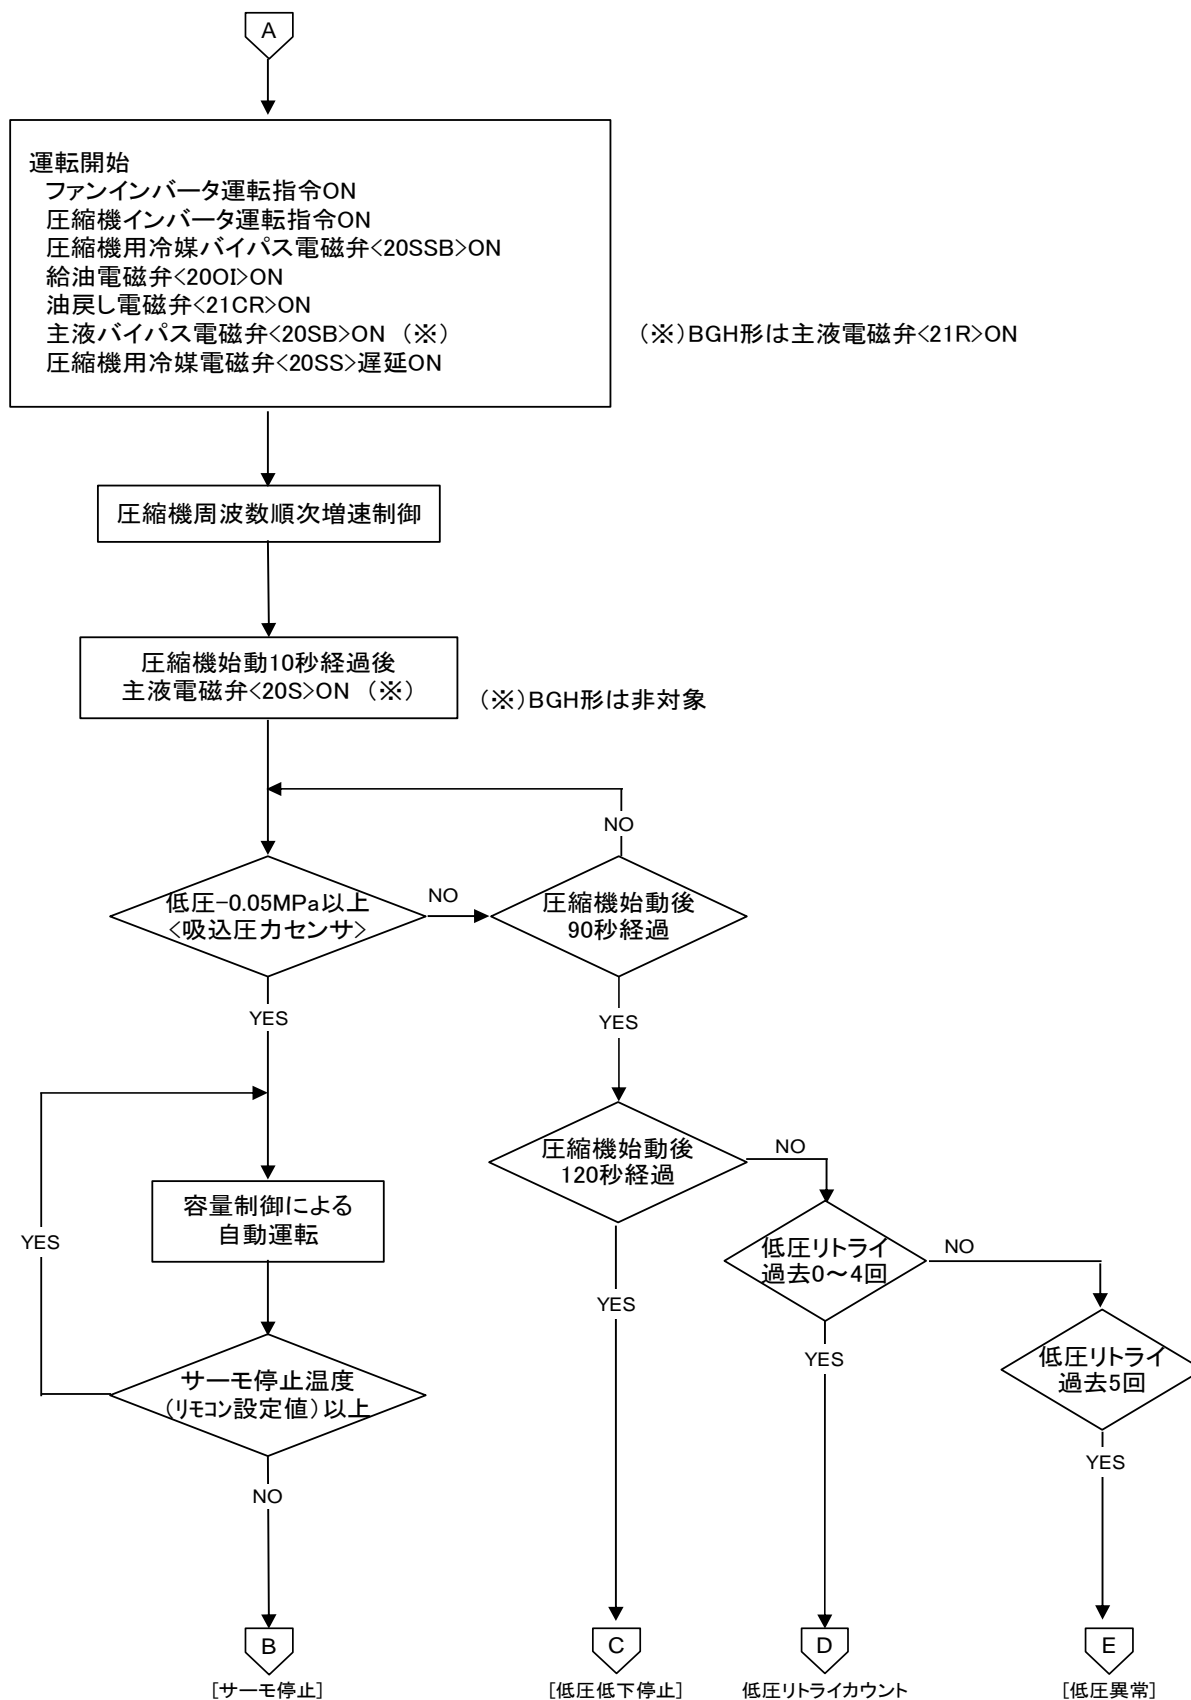 A
運転開始
ファンインバータ運転指令ON
圧縮機インバータ運転指令ON
圧縮機用冷媒バイパス電磁弁<20SSB>ON
給油電磁弁<20OI>ON
油戻し電磁弁<21CR>ON
主液バイパス電磁弁<20SB>ON (※)
(※)BGH形は主液電磁弁<21R>ON
圧縮機用冷媒電磁弁<20SS>遅延ON
圧縮機周波数順次増速制御
圧縮機始動10秒経過後
主液電磁弁<20S>ON (※)
(※)BGH形は非対象
NO
低圧-0.05MPa以上
<吸込圧力センサ>
NO
圧縮機始動後
90秒経過
YES
YES
圧縮機始動後
120秒経過
NO
容量制御による
自動運転
YES
低圧リトライ
過去0～4回
NO
YES
YES
低圧リトライ
過去5回
サーモ停止温度
(リモコン設定値)以上
YES
NO
B
C
D
E
[サーモ停止]
[低圧低下停止]
低圧リトライカウント
[低圧異常]